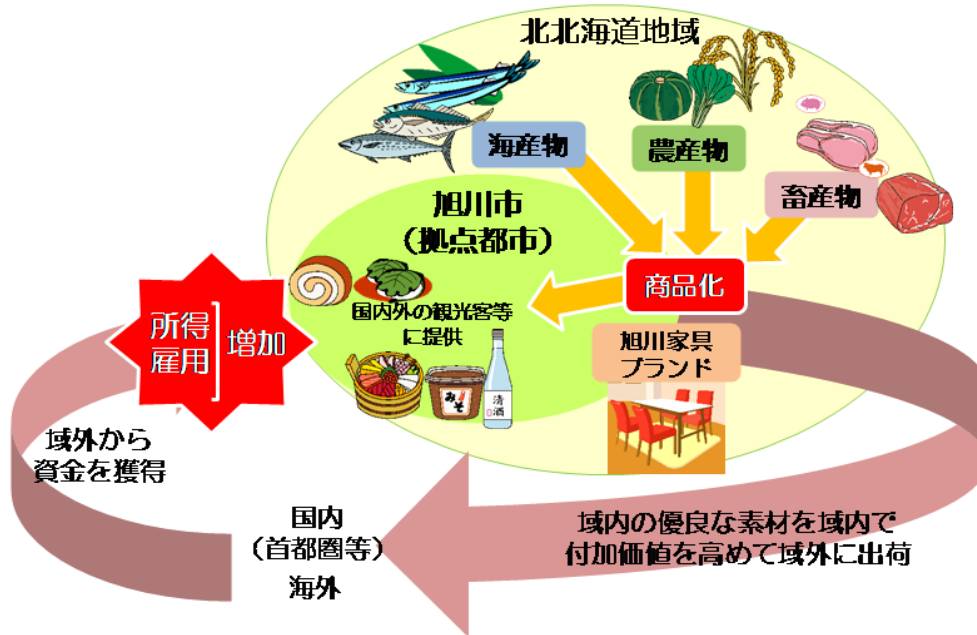 北北海道地域
海産物
農産物
畜産物
旭川市
（拠点都市）
商品化
国内外の観光客等
に提供
みそ
清酒
旭川家具
ブランド
所得
雇用
増加
域外から
資金を獲得
国内
（首都圏等）
海外
域内の優良な素材を域内で
付加価値を高めて域外に出荷